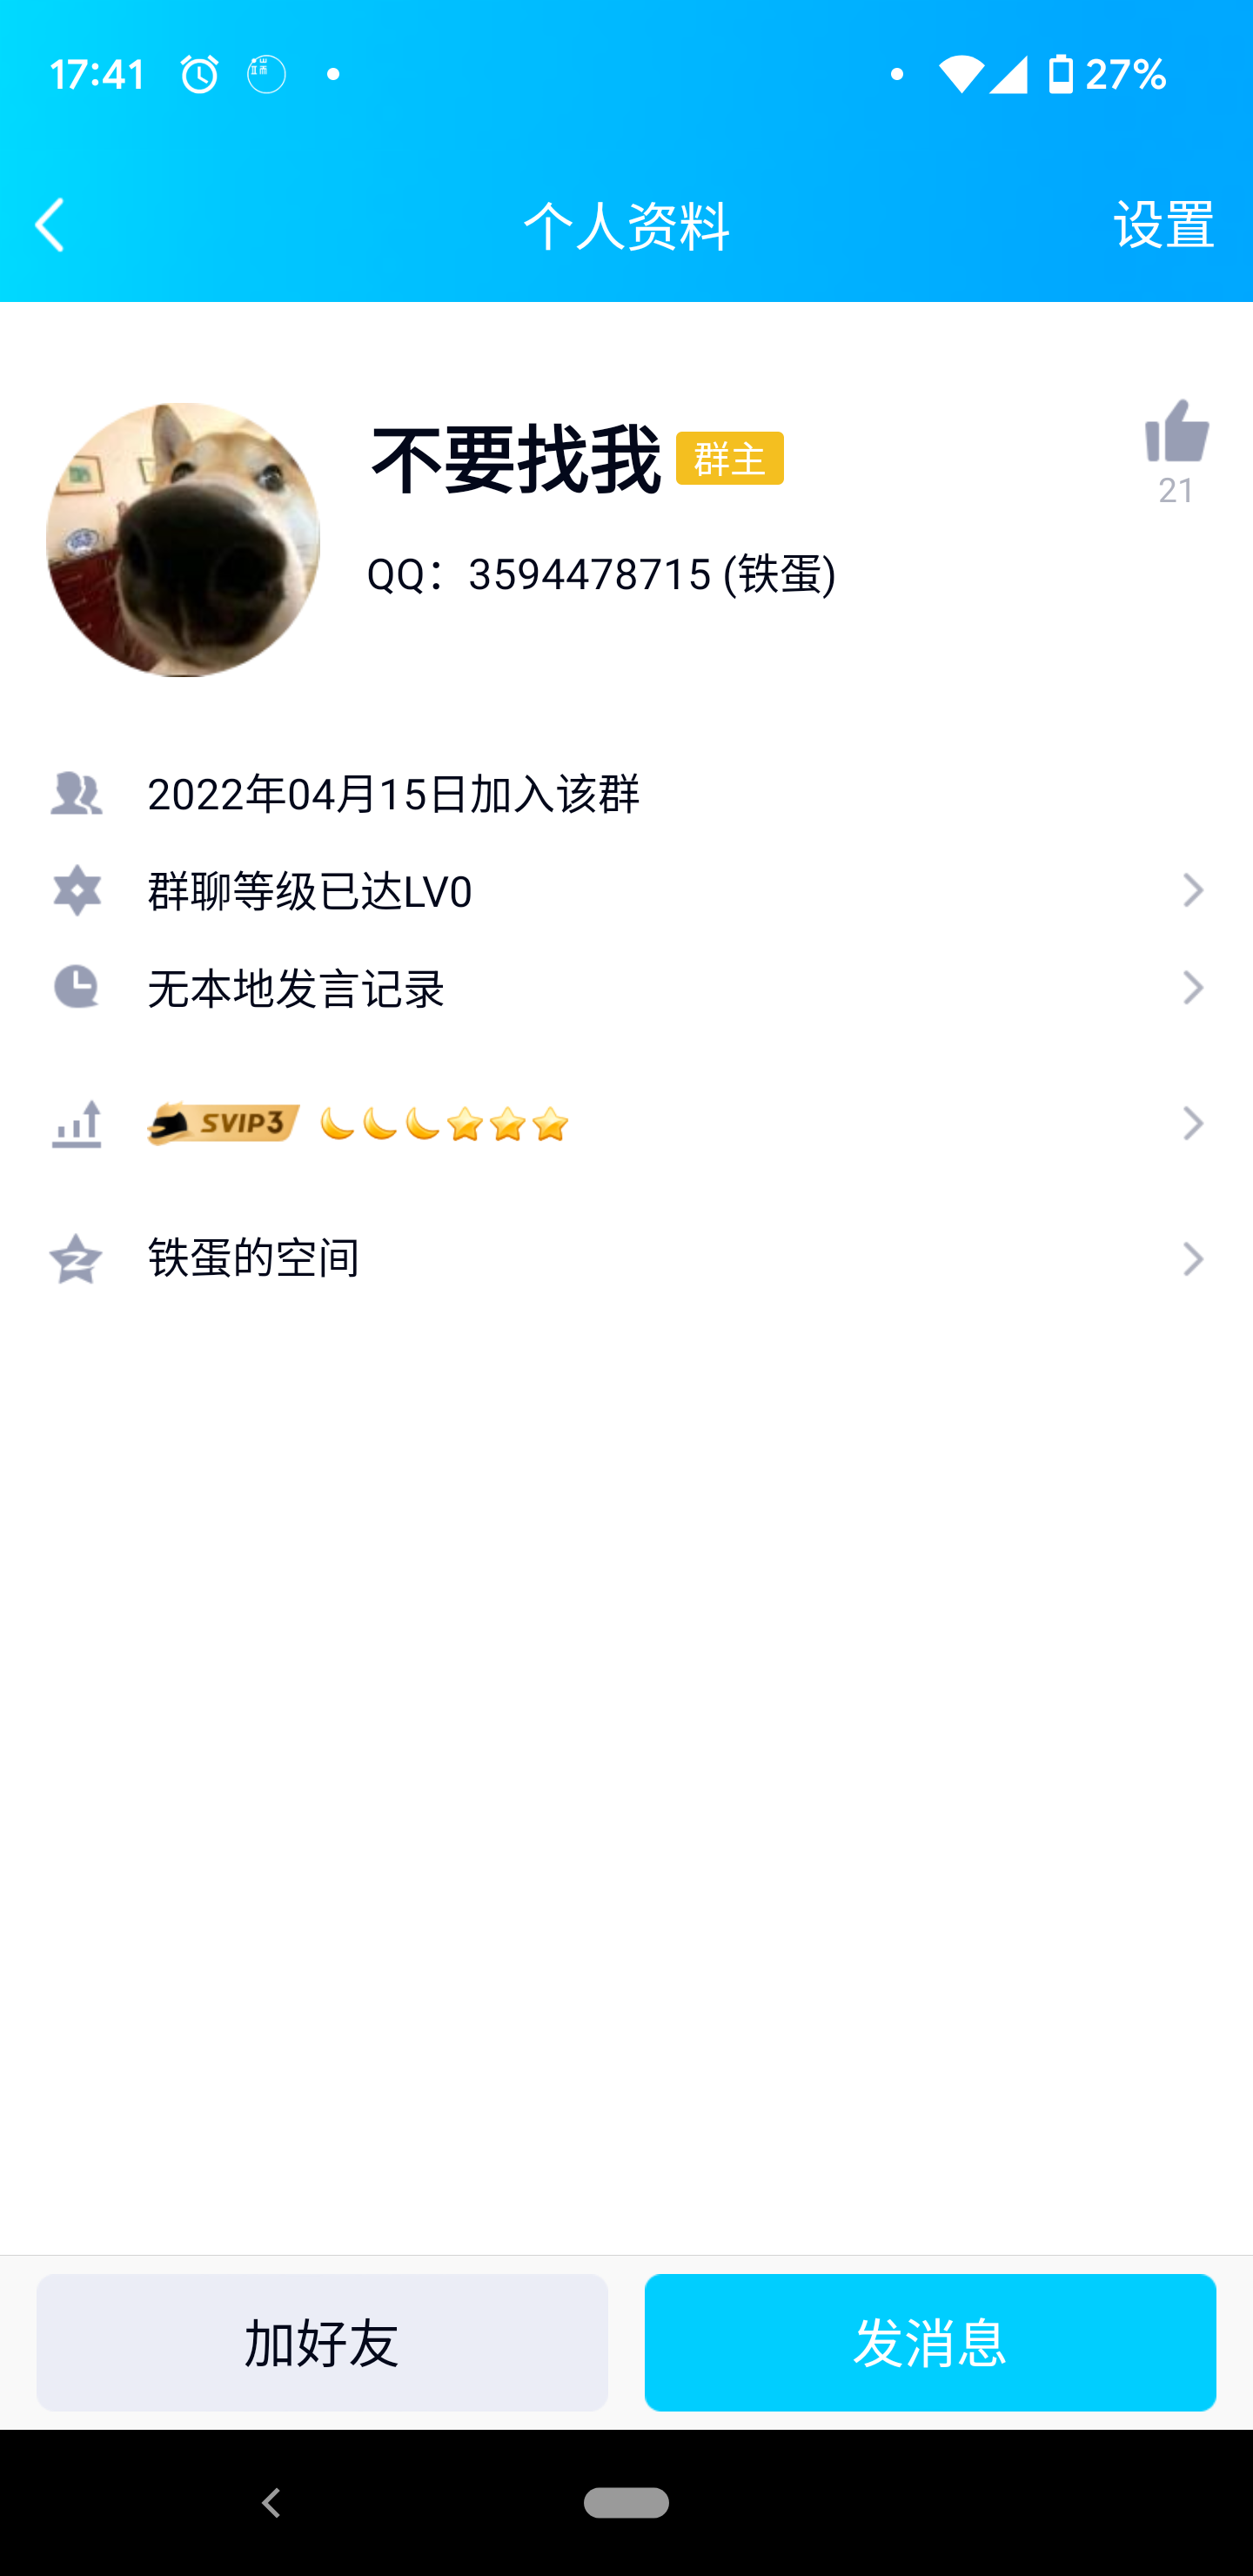 17:41
27%
个人资料
设置
不要找我 群主
21
QQ：3594478715 (铁蛋)
2022年04月15日加入该群
群聊等级已达LV0
无本地发言记录
SVIP3
铁蛋的空间
加好友
发消息